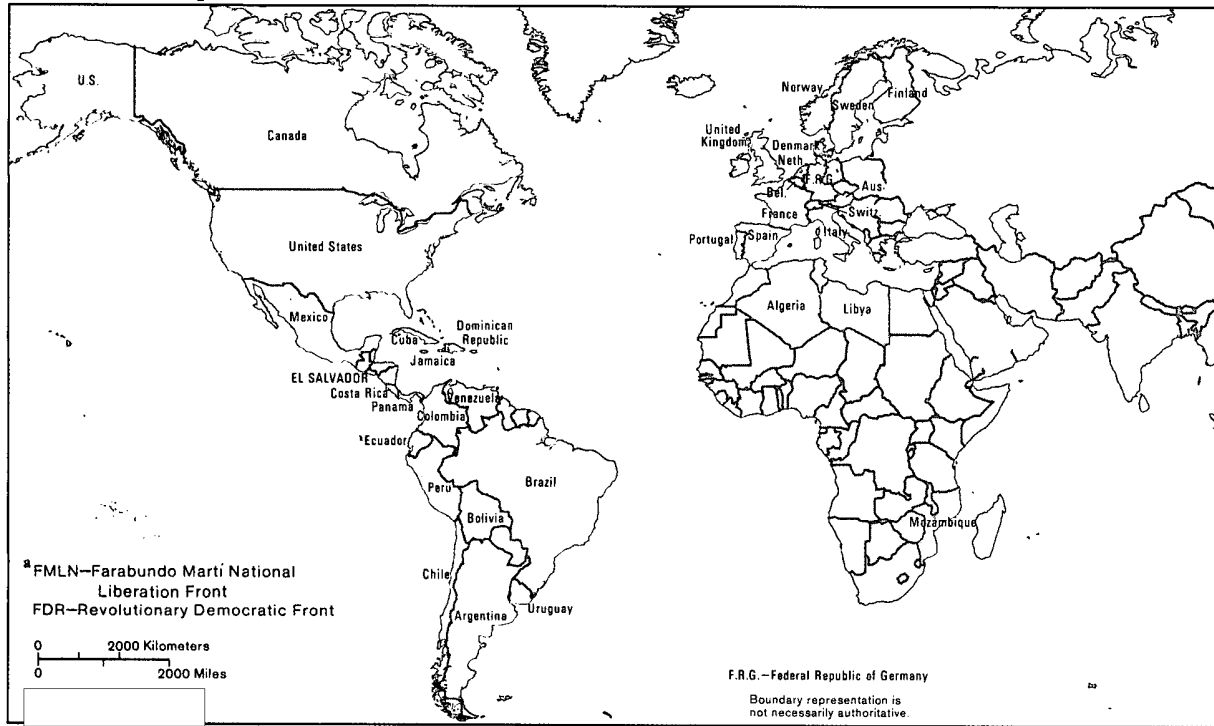 U.S.
Canada
United States
Mexico
Cuba
Dominican
Republic
Jamaica
EL SALVADOR
Costa Rica
Panama
Venezuela
Colombia
Ecuador
Peru
Brazil
Bolivia
Chile
Argentina
Uruguay
Norway
Sweden
Finland
United
Kingdom
Denmark
Neth.
F.R.G.
Bel.
Aus.
France
Switz.
Portugal
Spain
Italy
Algeria
Libya
Mozambique
a FMLN—Farabundo Martí National
Liberation Front
FDR—Revolutionary Democratic Front
0 2000 Kilometers
0 2000 Miles
F.R.G.—Federal Republic of Germany
Boundary representation is
not necessarily authoritative.